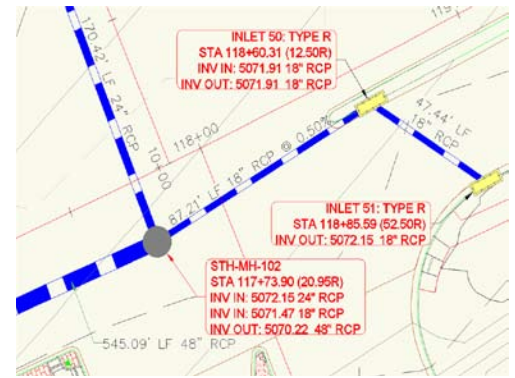 170.42' LF 24" RCP
INLET 50: TYPE R
STA 118+60.31 (12.50R)
INV IN: 5071.91 18" RCP
INV OUT: 5071.91 18" RCP
118+00
10+00
87.21' LF 18" RCP @ 0.50%
47.44' LF
18" RCP
INLET 51: TYPE R
STA 118+85.59 (52.50R)
INV OUT: 5072.15 18" RCP
STH-MH-102
STA 117+73.90 (20.95R)
INV IN: 5072.15 24" RCP
INV IN: 5071.47 18" RCP
INV OUT: 5070.22 48" RCP
545.09' LF 48" RCP